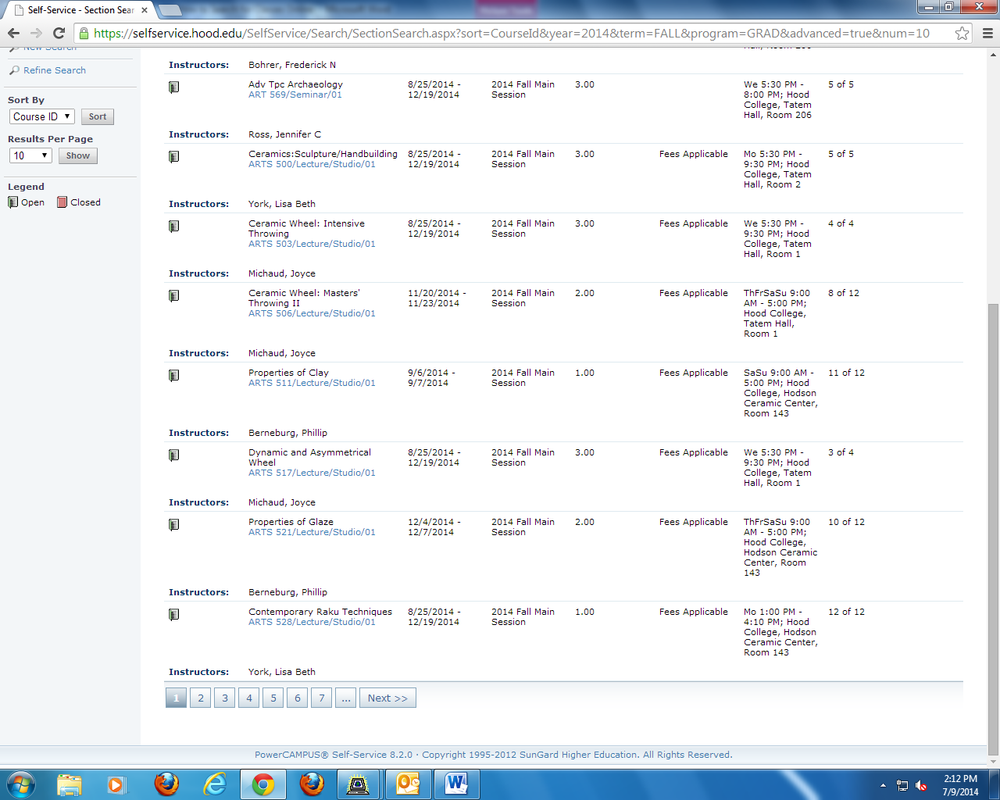 Self-Service - Section Sear
https://selfservice.hood.edu/SelfService/Search/SectionSearch.aspx?sort=CourseId&year=2014&term=FALL&program=GRAD&advanced=true&num=10
New Search
Refine Search
Sort By
Course ID Sort
Results Per Page
10 Show
Legend
Open Closed
Hall, Room 206
Instructors: Bohrer, Frederick N
Adv Tpc Archaeology 8/25/2014 - 2014 Fall Main 3.00 We 5:30 PM - 5 of 5
ART 569/Seminar/01 12/19/2014 Session 8:00 PM; Hood
College, Tatem
Hall, Room 206
Instructors: Ross, Jennifer C
Ceramics:Sculpture/Handbuilding 8/25/2014 - 2014 Fall Main 3.00 Fees Applicable Mo 5:30 PM - 5 of 5
ARTS 500/Lecture/Studio/01 12/19/2014 Session 9:30 PM; Hood
College, Tatem
Hall, Room 2
Instructors: York, Lisa Beth
Ceramic Wheel: Intensive 8/25/2014 - 2014 Fall Main 3.00 Fees Applicable We 5:30 PM - 4 of 4
Throwing 12/19/2014 Session 9:30 PM; Hood
ARTS 503/Lecture/Studio/01 College, Tatem
Hall, Room 1
Instructors: Michaud, Joyce
Ceramic Wheel: Masters' 11/20/2014 - 2014 Fall Main 2.00 Fees Applicable ThFrSaSu 9:00 8 of 12
Throwing II 11/23/2014 Session AM - 5:00 PM;
ARTS 506/Lecture/Studio/01 Hood College,
Tatem Hall,
Room 1
Instructors: Michaud, Joyce
Properties of Clay 9/6/2014 - 2014 Fall Main 1.00 Fees Applicable SaSu 9:00 AM - 11 of 12
ARTS 511/Lecture/Studio/01 9/7/2014 Session 5:00 PM; Hood
College, Hodson
Ceramic Center,
Room 143
Instructors: Berneburg, Phillip
Dynamic and Asymmetrical 8/25/2014 - 2014 Fall Main 3.00 Fees Applicable We 5:30 PM - 3 of 4
Wheel 12/19/2014 Session 9:30 PM; Hood
ARTS 517/Lecture/Studio/01 College, Tatem
Hall, Room 1
Instructors: Michaud, Joyce
Properties of Glaze 12/4/2014 - 2014 Fall Main 2.00 Fees Applicable ThFrSaSu 9:00 10 of 12
ARTS 521/Lecture/Studio/01 12/7/2014 Session AM - 5:00 PM;
Hood College,
Hodson Ceramic
Center, Room
143
Instructors: Berneburg, Phillip
Contemporary Raku Techniques 8/25/2014 - 2014 Fall Main 1.00 Fees Applicable Mo 1:00 PM - 12 of 12
ARTS 528/Lecture/Studio/01 12/19/2014 Session 4:10 PM; Hood
College, Hodson
Ceramic Center,
Room 143
Instructors: York, Lisa Beth
1 2 3 4 5 6 7 ... Next >>
PowerCAMPUS® Self-Service 8.2.0 · Copyright 1995-2012 SunGard Higher Education. All Rights Reserved.
2:12 PM
7/9/2014